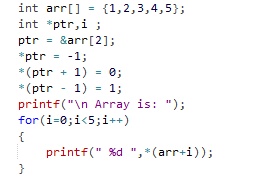 int arr[] = {1,2,3,4,5};
int *ptr,i ;
ptr = &arr[2];
*ptr = -1;
*(ptr + 1) = 0;
*(ptr - 1) = 1;
printf("\n Array is: ");
for(i=0;i<5;i++)
{
printf(" %d ",*(arr+i));
}